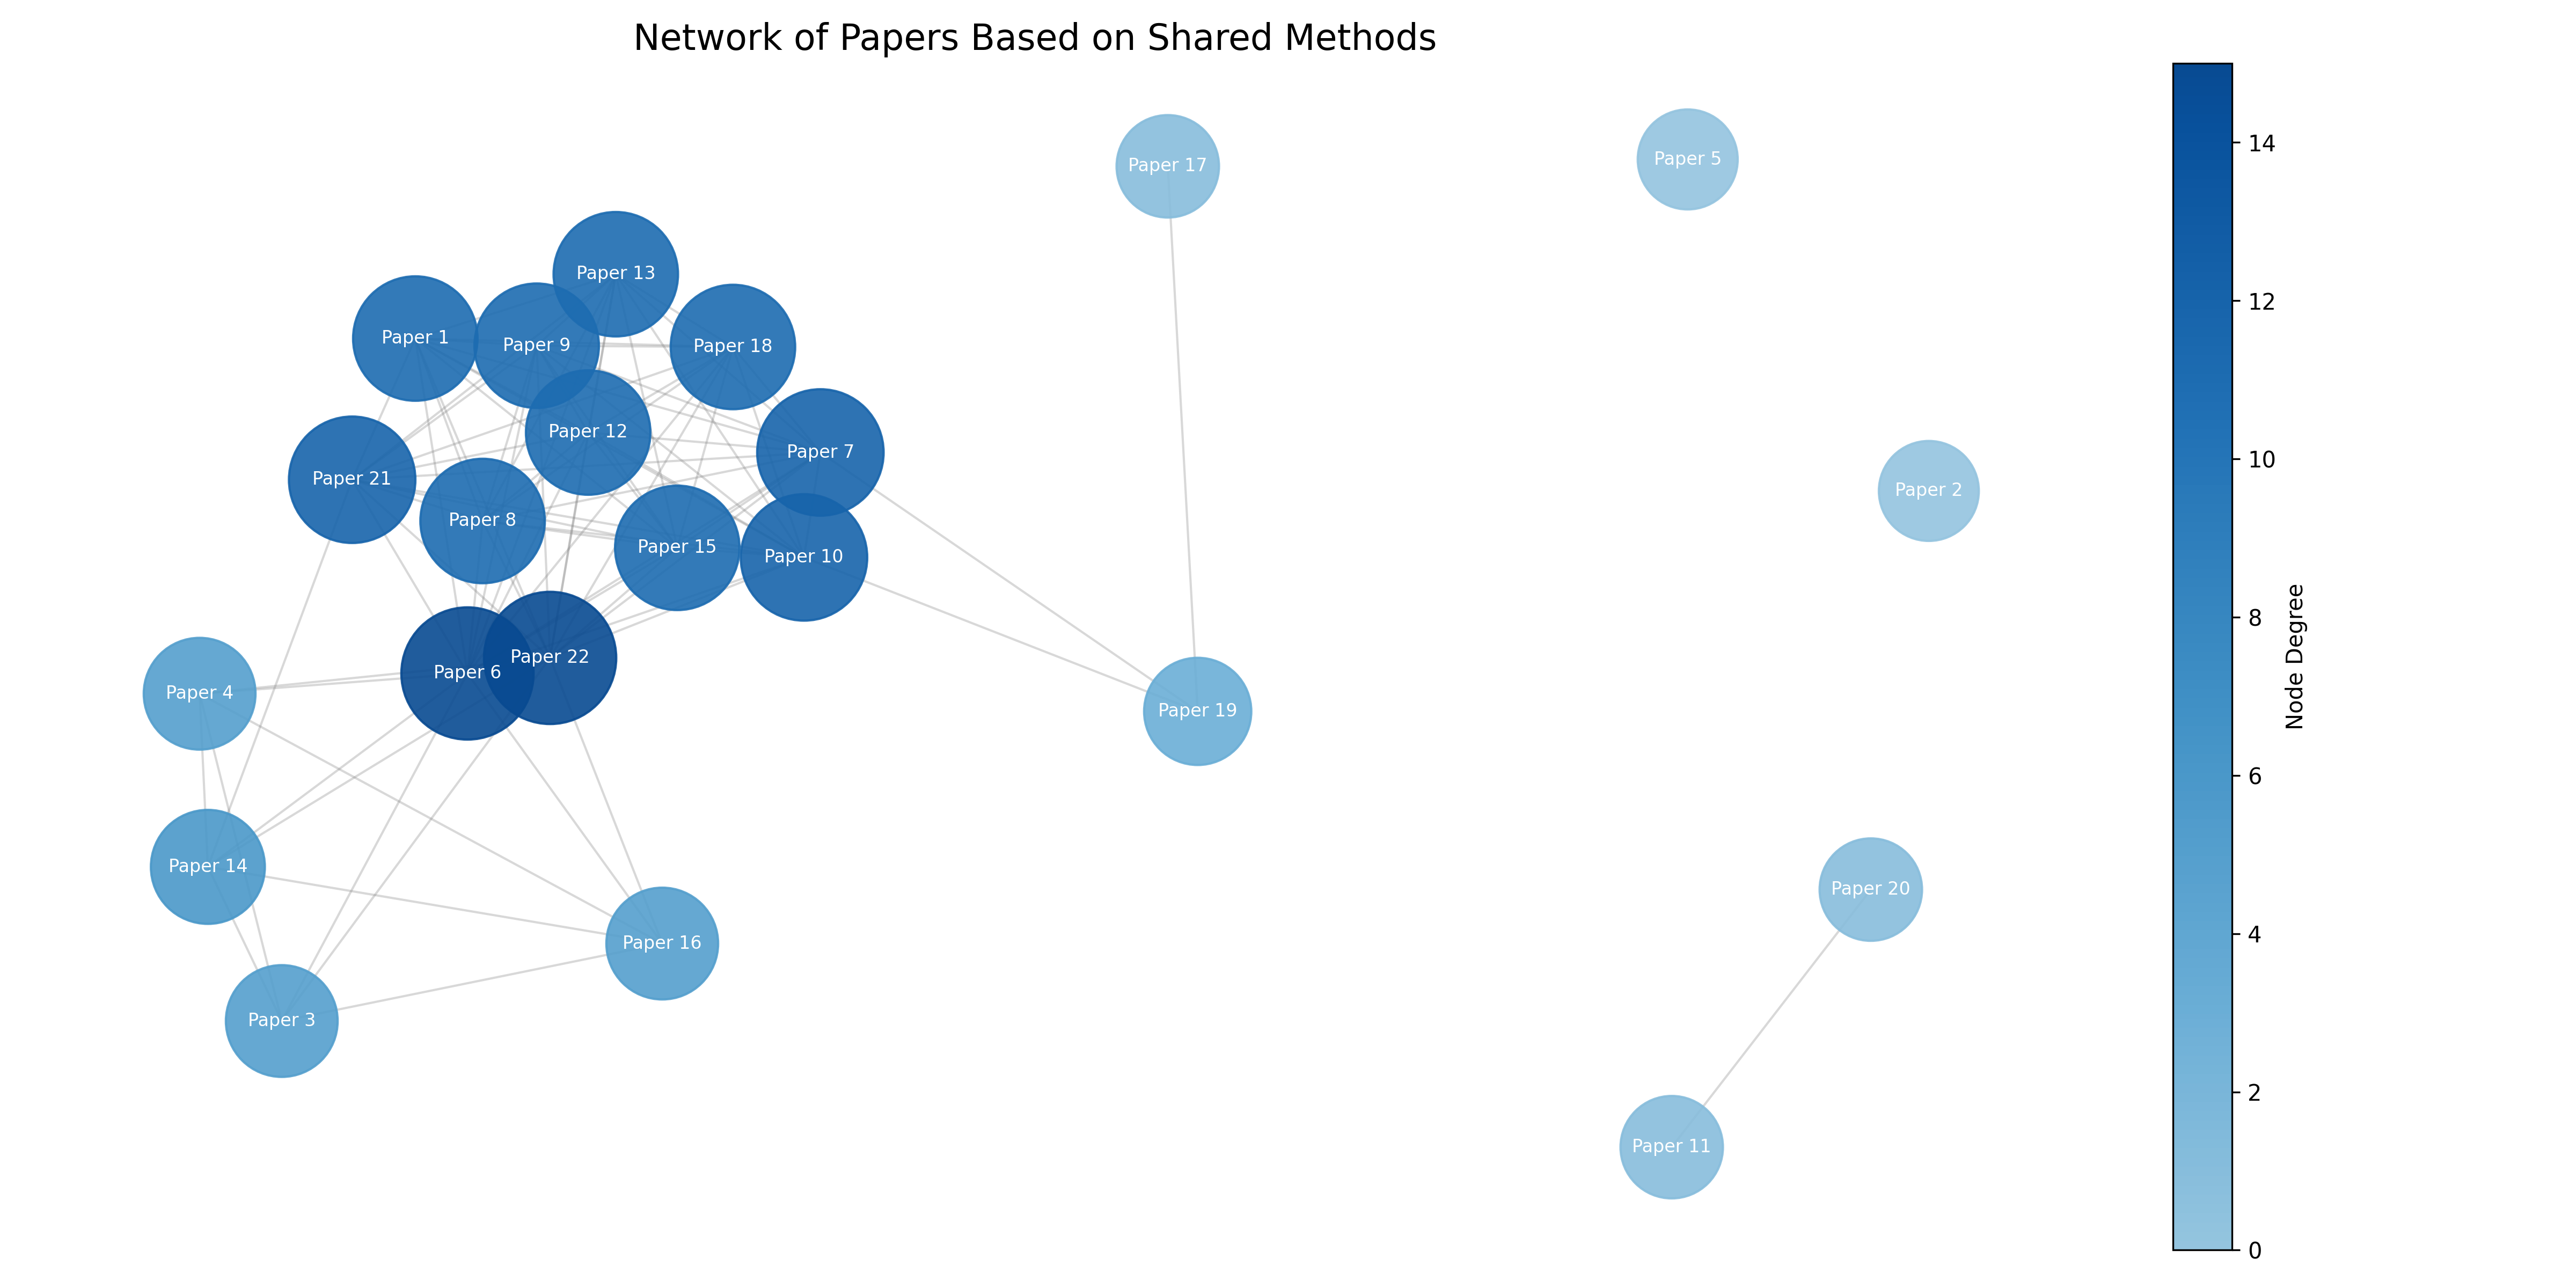 Network of Papers Based on Shared Methods
Paper 17
Paper 5
Paper 13
Paper 1
Paper 9
Paper 18
Paper 12
Paper 7
Paper 21
Paper 2
Paper 8
Paper 15
Paper 10
Paper 22
Paper 6
Paper 4
Paper 19
Paper 14
Paper 20
Paper 16
Paper 3
Paper 11
14
12
10
8
6
4
2
0
Node Degree